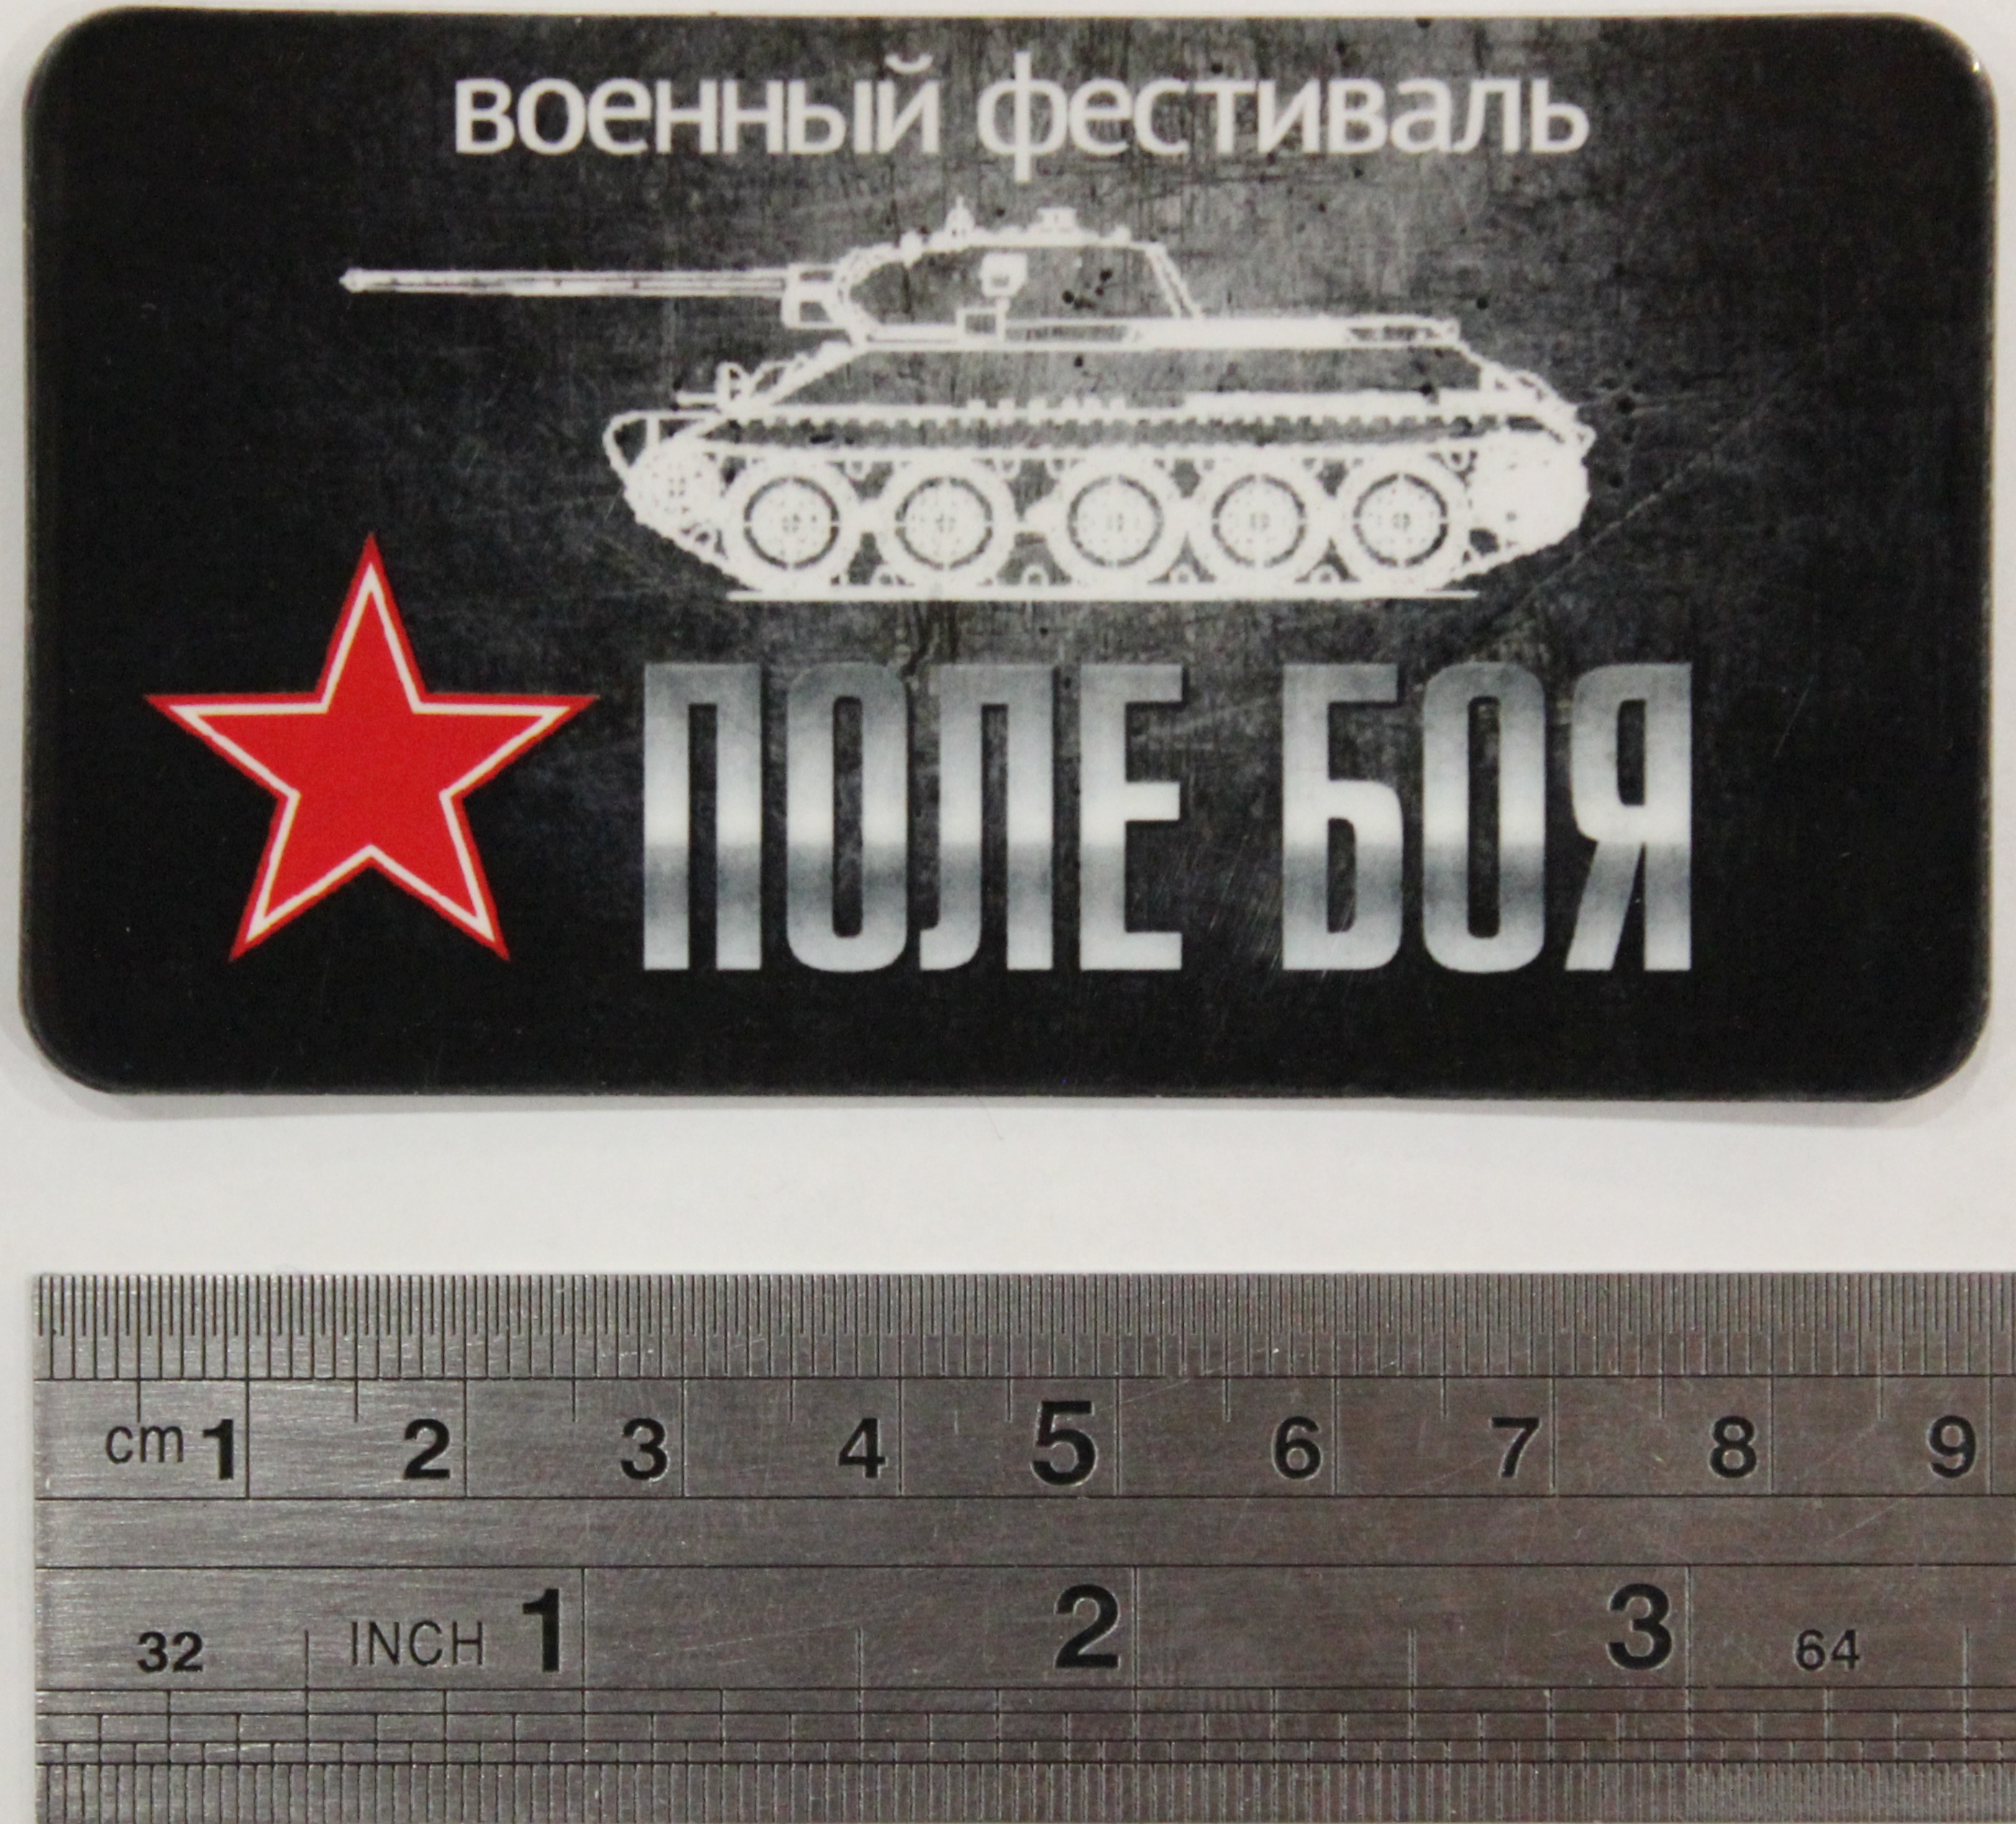 военный фестиваль
ПОЛЕ БОЯ
cm 1 2 3 4 5 6 7 8 9
32 INCH 1 2 3 64